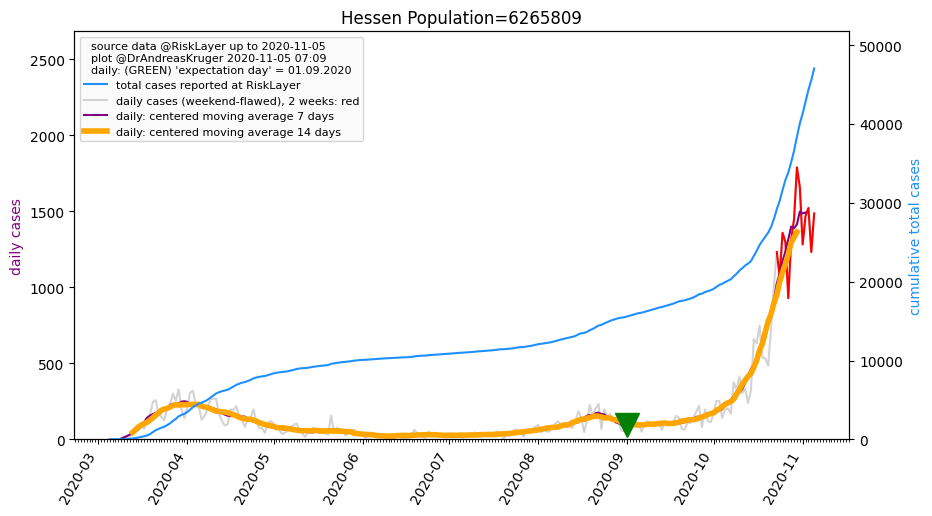 Hessen Population=6265809
source data @RiskLayer up to 2020-11-05
plot @DrAndreasKruger 2020-11-05 07:09
daily: (GREEN) 'expectation day' = 01.09.2020
total cases reported at RiskLayer
daily cases (weekend-flawed), 2 weeks: red
daily: centered moving average 7 days
daily: centered moving average 14 days
daily cases
2500
2000
1500
1000
500
0
50000
40000
30000
20000
10000
0
cumulative total cases
2020-03
2020-04
2020-05
2020-06
2020-07
2020-08
2020-09
2020-10
2020-11